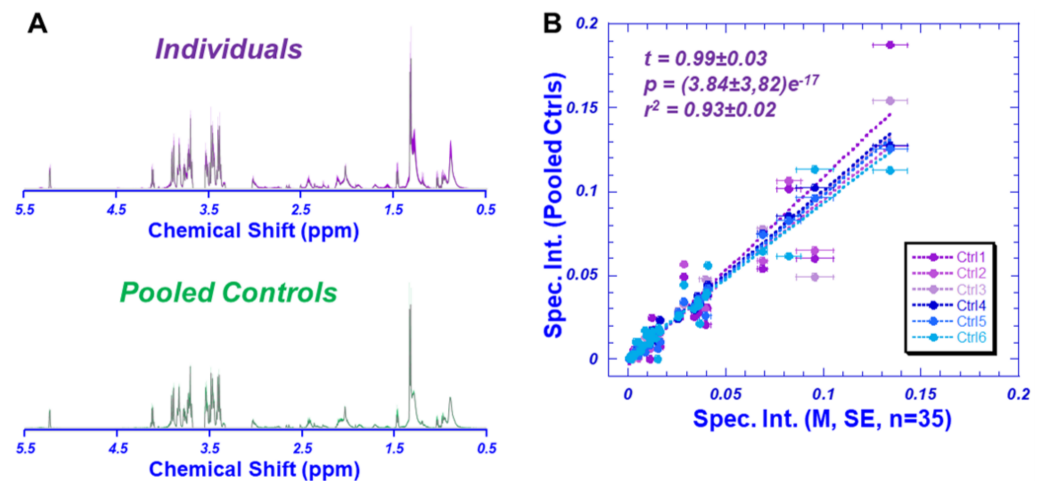 A
Individuals
5.5 4.5 3.5 2.5 1.5 0.5
Chemical Shift (ppm)
Pooled Controls
5.5 4.5 3.5 2.5 1.5 0.5
Chemical Shift (ppm)
B
Spec. Int. (Pooled Ctrls)
0.2
0.15
0.1
0.05
0
t = 0.99±0.03
p = (3.84±3,82)e-17
r2 = 0.93±0.02
Ctrl1
Ctrl2
Ctrl3
Ctrl4
Ctrl5
Ctrl6
0 0.05 0.1 0.15 0.2
Spec. Int. (M, SE, n=35)